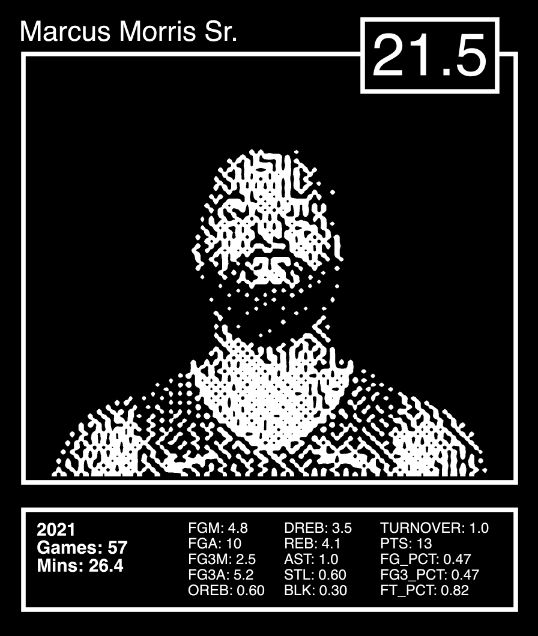 Marcus Morris Sr.
21.5
2021
Games: 57
Mins: 26.4
FGM: 4.8
FGA: 10
FG3M: 2.5
FG3A: 5.2
OREB: 0.60
DREB: 3.5
REB: 4.1
AST: 1.0
STL: 0.60
BLK: 0.30
TURNOVER: 1.0
PTS: 13
FG_PCT: 0.47
FG3_PCT: 0.47
FT_PCT: 0.82